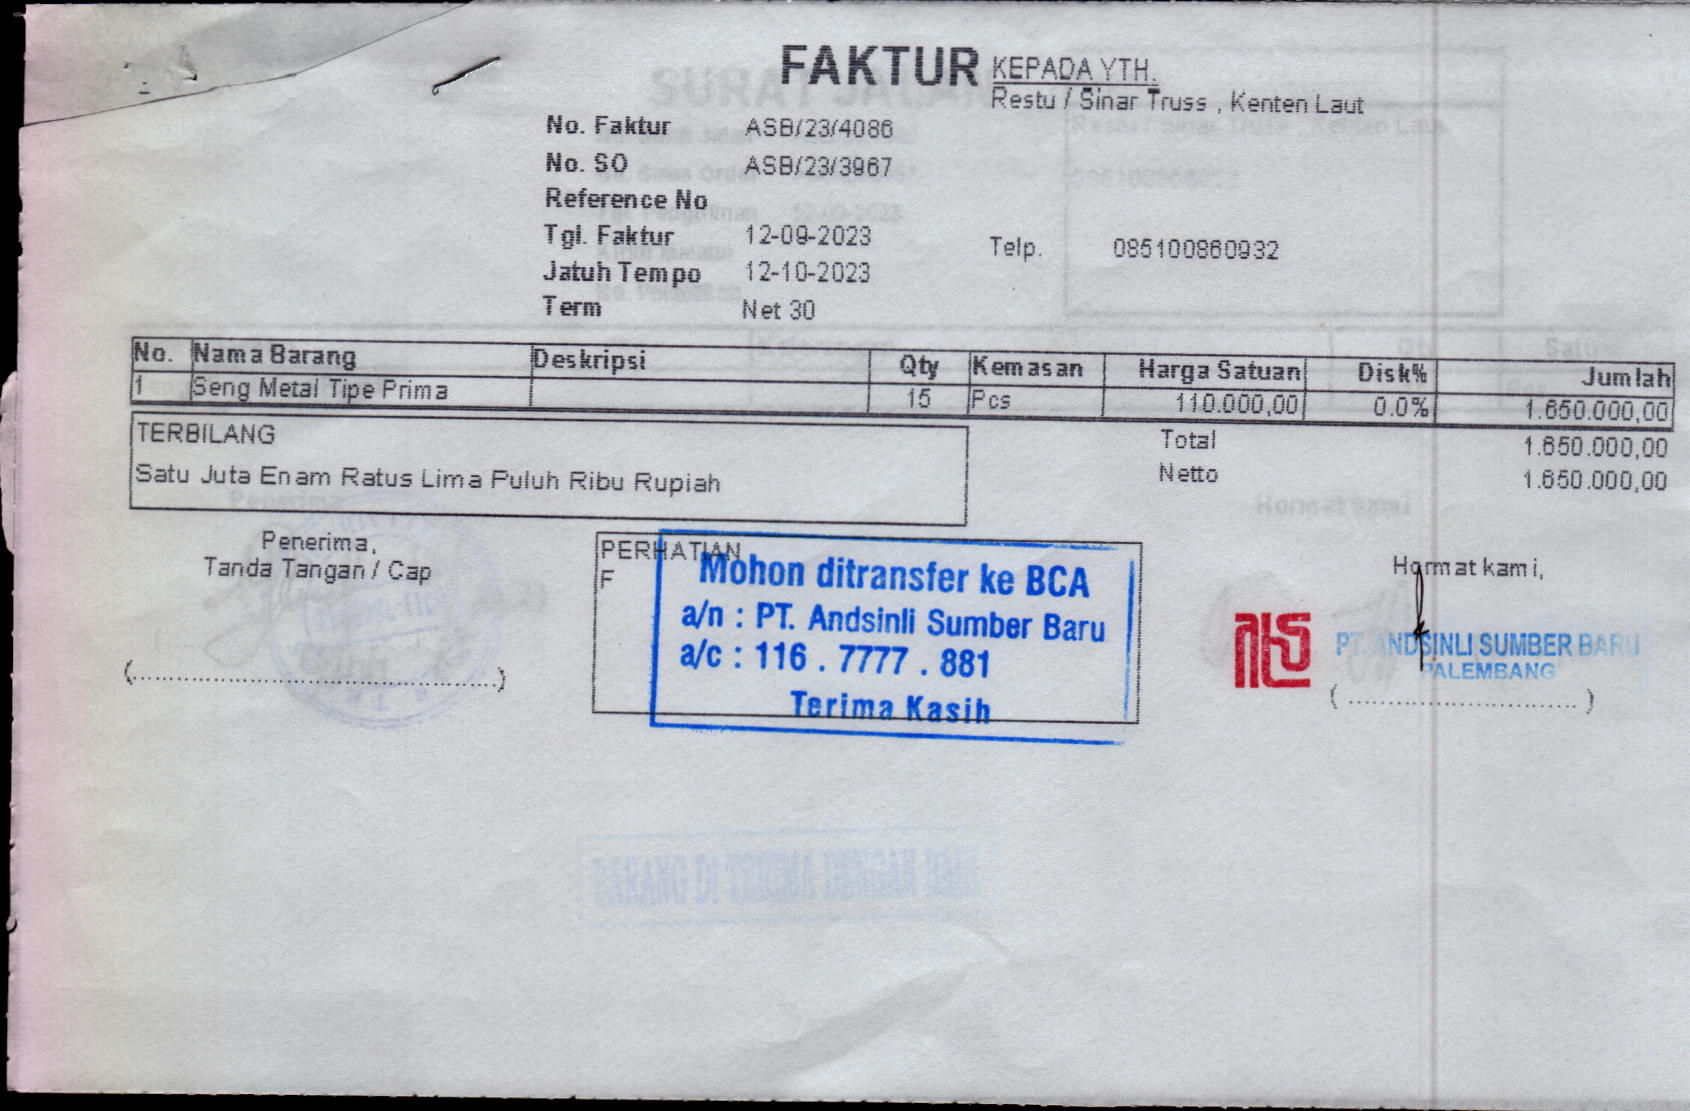 FAKTUR
KEPADA YTH.
Restu / Sinar Truss , Kenten Laut
No. Faktur ASB/23/4086
No. SO ASB/23/3967
Reference No
Tgl. Faktur 12-09-2023
Telp. 085100860932
Jatuh Tempo 12-10-2023
Term Net 30
No. Nama Barang Deskripsi Qty Kemasan Harga Satuan Disk% Jumlah
1 Seng Metal Tipe Prima 15 Pcs 110.000,00 0.0% 1.650.000,00
TERBILANG
Satu Juta Enam Ratus Lima Puluh Ribu Rupiah
Total 1.650.000,00
Netto 1.650.000,00
Penerima,
Tanda Tangan / Cap
(..........................................................)
PERHATIAN
F
Mohon ditransfer ke BCA
a/n : PT. Andsinli Sumber Baru
a/c : 116 . 7777 . 881
Terima Kasih
Hormat kami,
PT. ANDSINLI SUMBER BARU
PALEMBANG
( .................................... )
BARANG DI TERIMA DENGAN BAIK